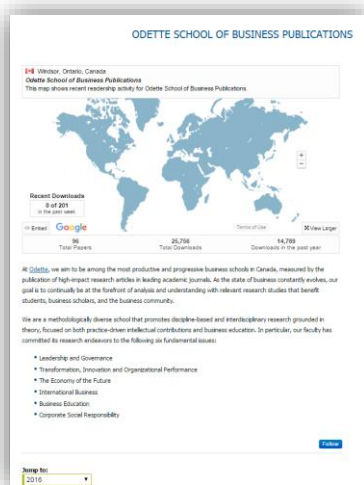 ODETTE SCHOOL OF BUSINESS PUBLICATIONS
Windsor, Ontario, Canada
Odette School of Business Publications
This map shows recent readership activity for Odette School of Business Publications.
+
−
Recent Downloads
0 of 201
in the past week
<> Embed Google Terms of Use View Larger
96 25,756 14,789
Total Papers Total Downloads Downloads in the past year
At Odette, we aim to be among the most productive and progressive business schools in Canada, measured by the
publication of high-impact research articles in leading academic journals. As the state of business constantly evolves, our
goal is to continually be at the forefront of analysis and understanding with relevant research studies that benefit
students, business scholars, and the business community.
We are a methodologically diverse school that promotes discipline-based and interdisciplinary research grounded in
theory, focused on both practice-driven intellectual contributions and business education. In particular, our faculty has
committed its research endeavors to the following six fundamental issues:
• Leadership and Governance
• Transformation, Innovation and Organizational Performance
• The Economy of the Future
• International Business
• Business Education
• Corporate Social Responsibility
Follow
Jump to:
2016